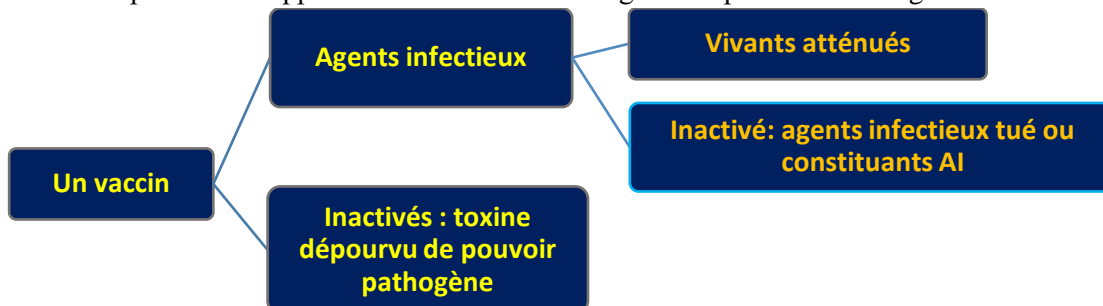 Agents infectieux
Vivants atténués
Inactivé: agents infectieux tué ou
constituants AI
Un vaccin
Inactivés : toxine
dépourvu de pouvoir
pathogène